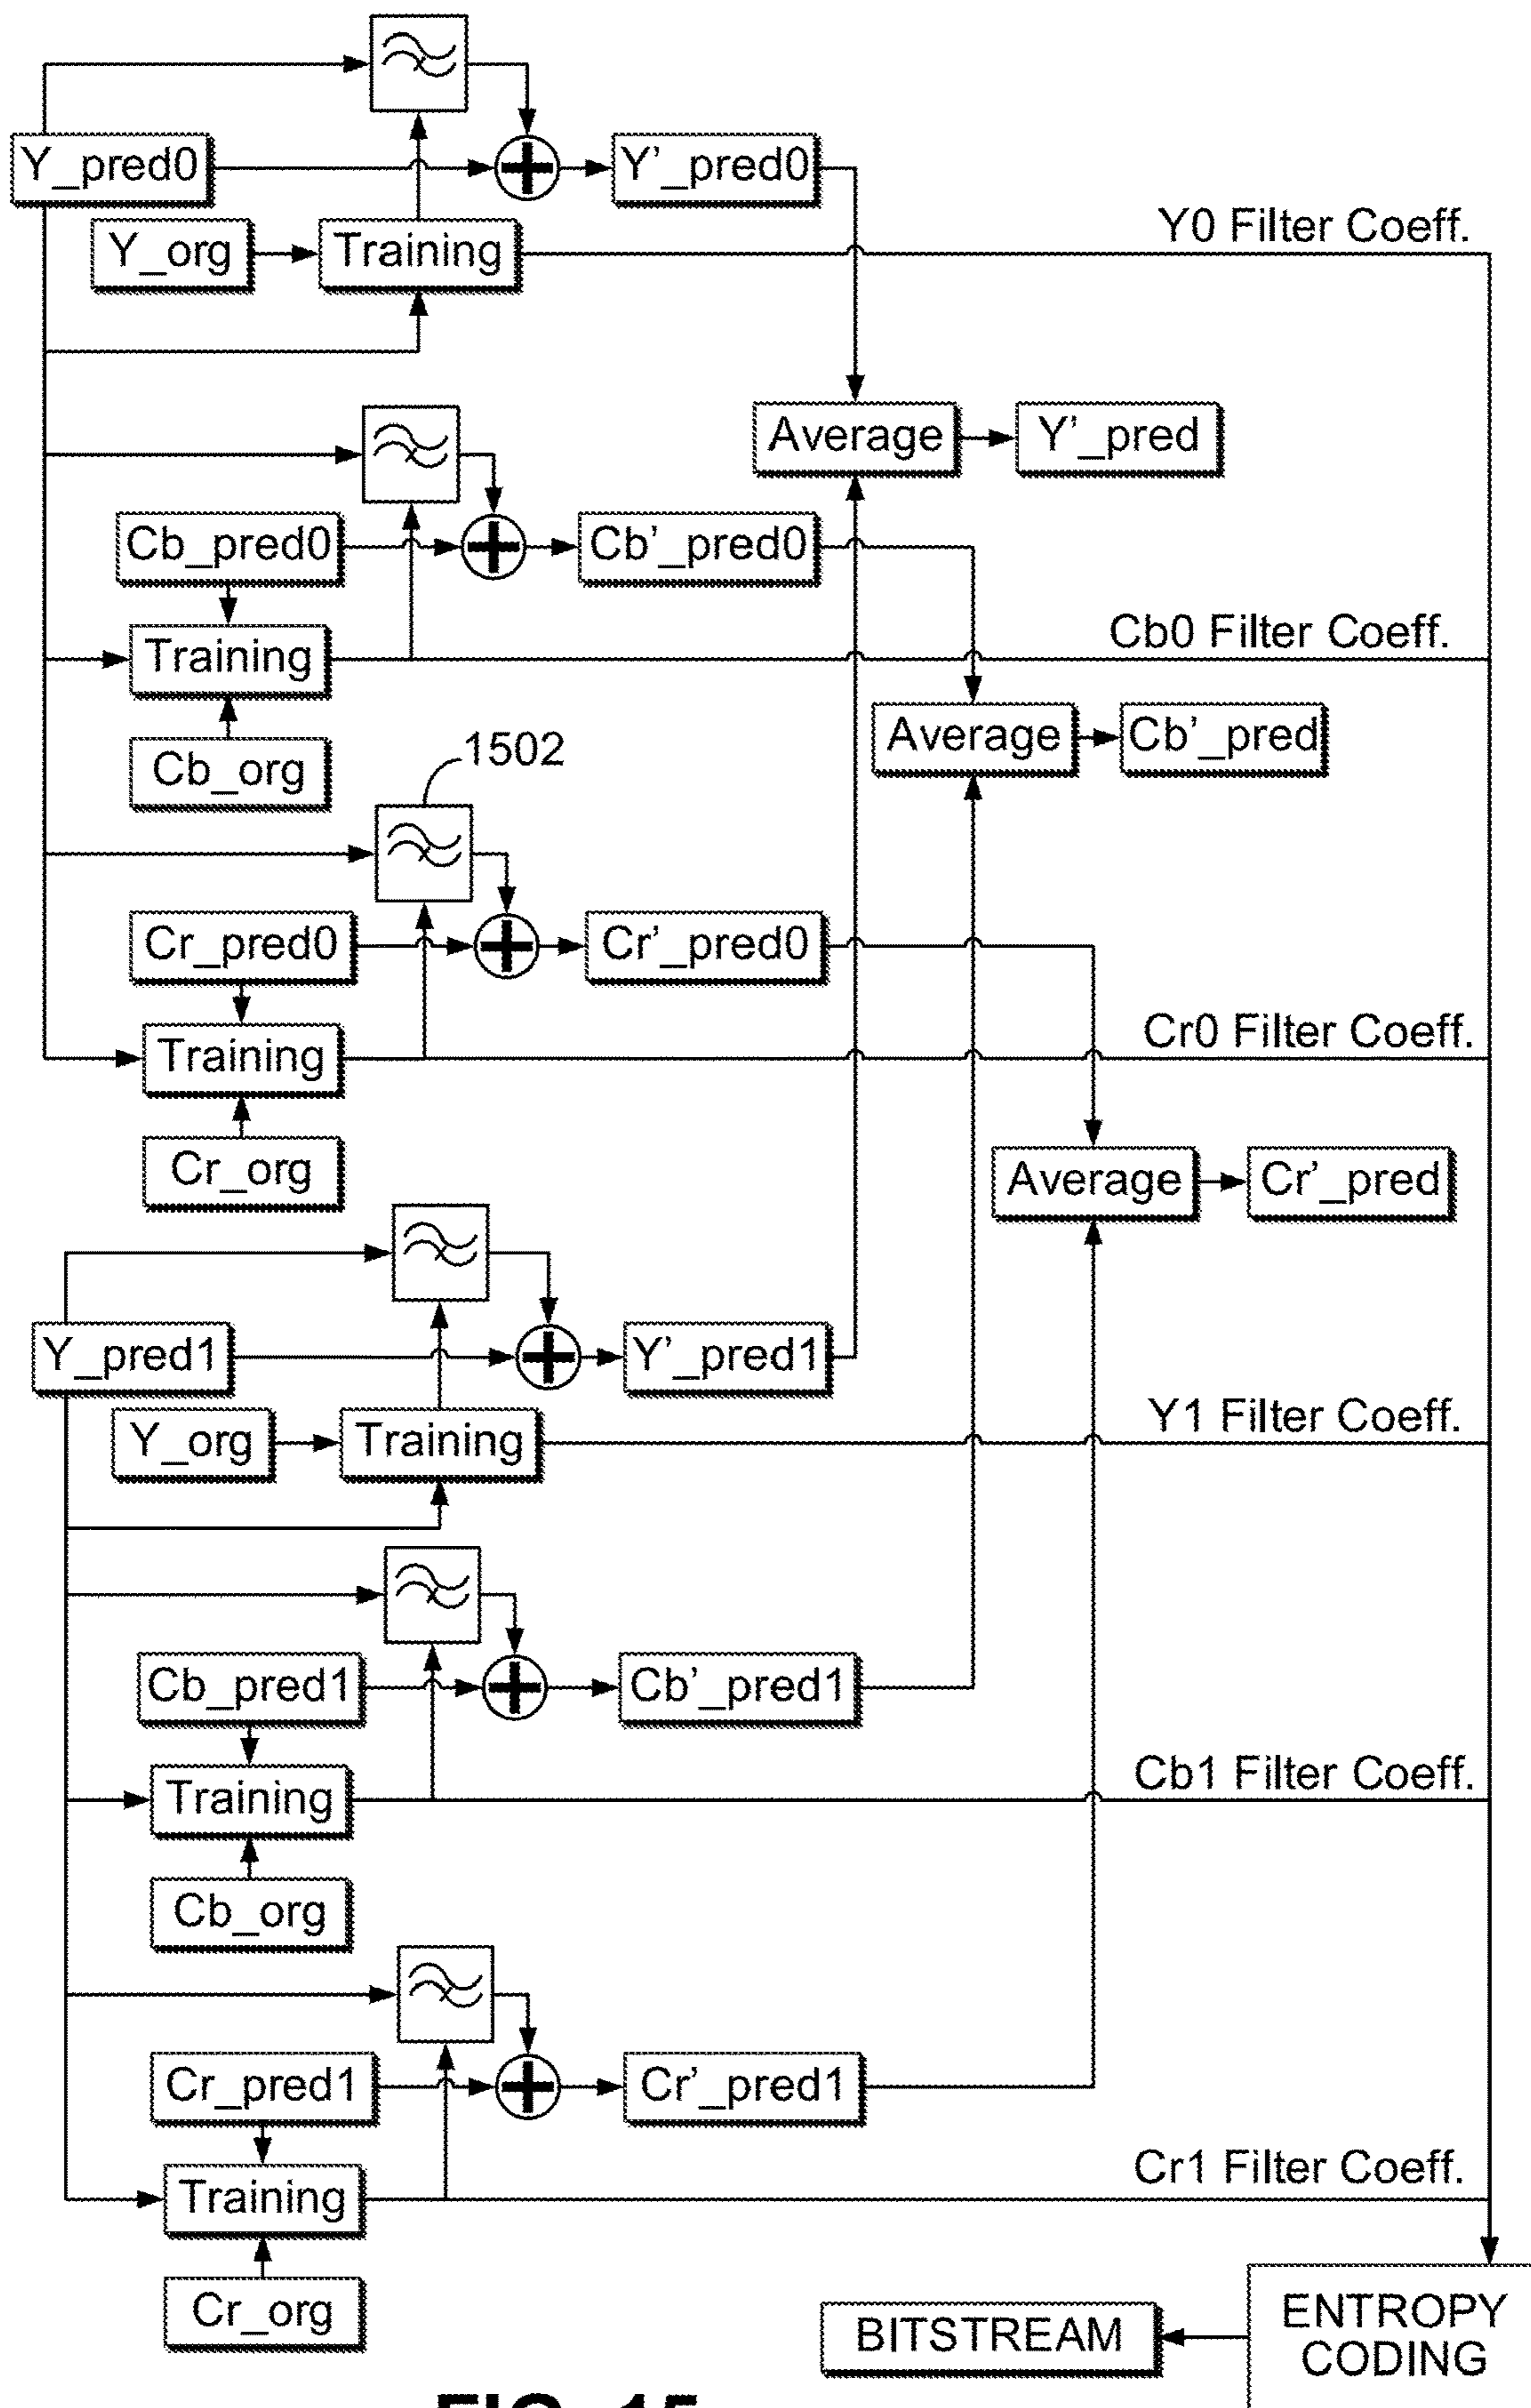 Y_pred0
Y'_pred0
Y_org
Training
Y0 Filter Coeff.
Average
Y'_pred
Cb_pred0
Cb'_pred0
Training
Cb0 Filter Coeff.
Cb_org
Average
Cb'_pred
1502
Cr_pred0
Cr'_pred0
Training
Cr0 Filter Coeff.
Cr_org
Average
Cr'_pred
Y_pred1
Y'_pred1
Y_org
Training
Y1 Filter Coeff.
Cb_pred1
Cb'_pred1
Training
Cb1 Filter Coeff.
Cb_org
Cr_pred1
Cr'_pred1
Training
Cr1 Filter Coeff.
Cr_org
BITSTREAM
ENTROPY
CODING
FIG. 15